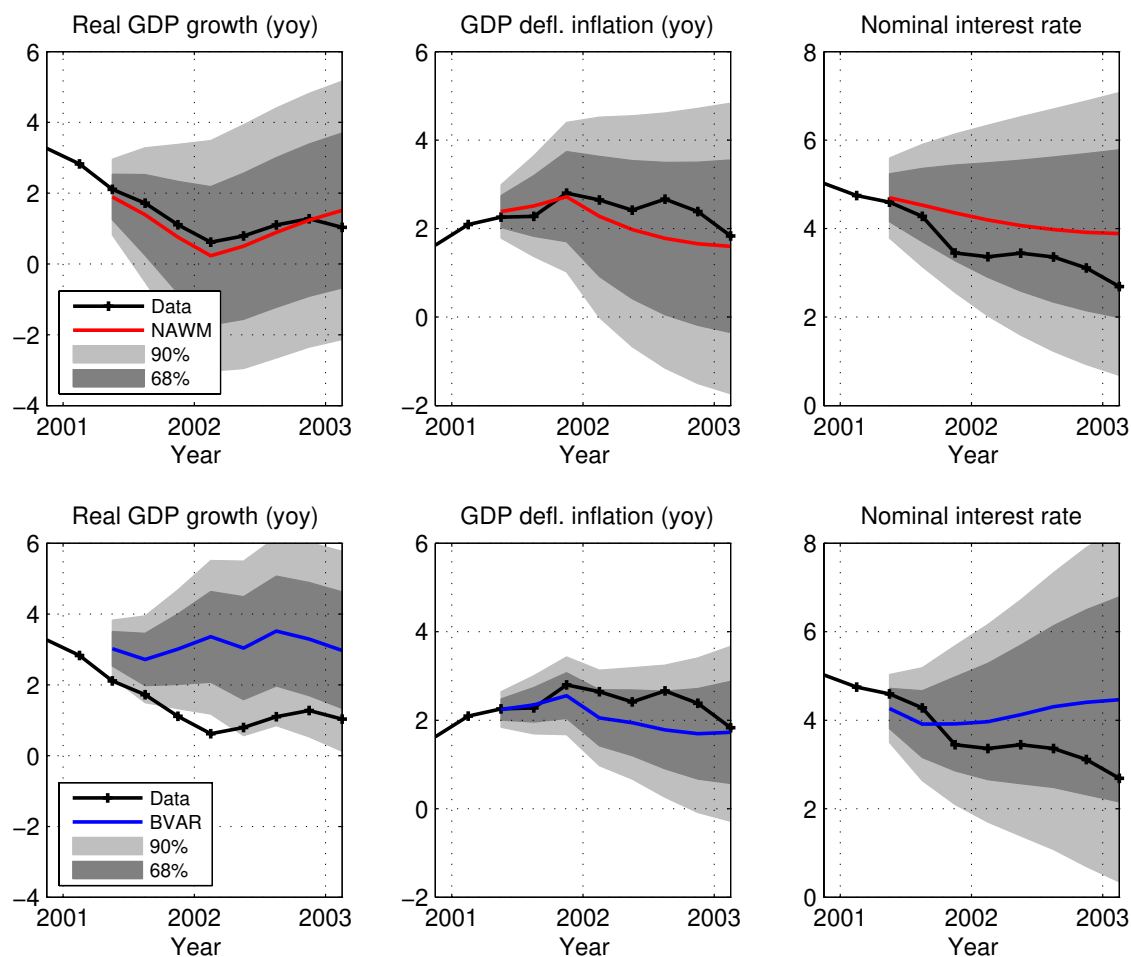 Real GDP growth (yoy)
6
4
2
0
−2
−4
2001 2002 2003
Year
Data
NAWM
90%
68%
GDP defl. inflation (yoy)
6
4
2
0
−2
2001 2002 2003
Year
Nominal interest rate
8
6
4
2
0
2001 2002 2003
Year
Real GDP growth (yoy)
6
4
2
0
−2
−4
2001 2002 2003
Year
Data
BVAR
90%
68%
GDP defl. inflation (yoy)
6
4
2
0
−2
2001 2002 2003
Year
Nominal interest rate
8
6
4
2
0
2001 2002 2003
Year